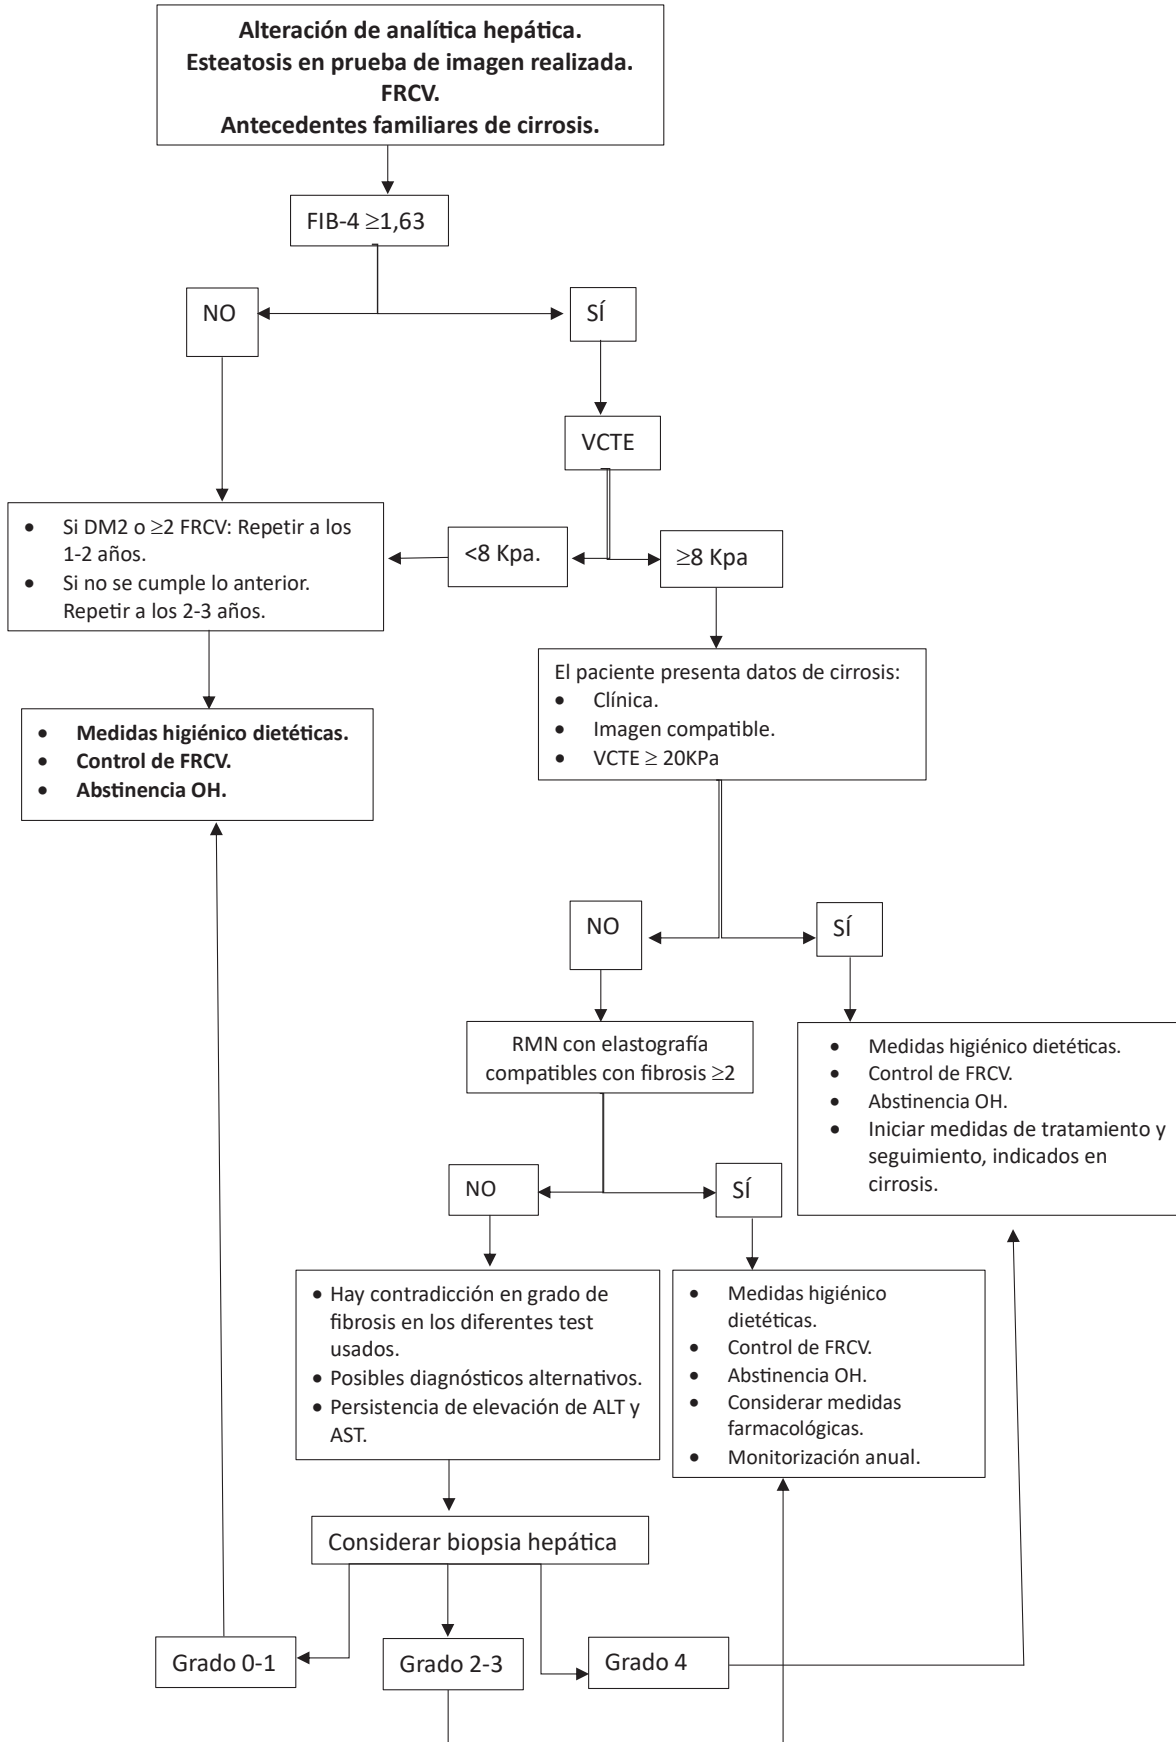 Alteración de analítica hepática.
Esteatosis en prueba de imagen realizada.
FRCV.
Antecedentes familiares de cirrosis.
FIB-4 ≥1,63
NO
SÍ
VCTE
• Si DM2 o ≥2 FRCV: Repetir a los
1-2 años.
• Si no se cumple lo anterior.
Repetir a los 2-3 años.
<8 Kpa.
≥8 Kpa
• Medidas higiénico dietéticas.
• Control de FRCV.
• Abstinencia OH.
El paciente presenta datos de cirrosis:
• Clínica.
• Imagen compatible.
• VCTE ≥ 20KPa
NO
SÍ
RMN con elastografía
compatibles con fibrosis ≥2
• Medidas higiénico dietéticas.
• Control de FRCV.
• Abstinencia OH.
• Iniciar medidas de tratamiento y
seguimiento, indicados en
cirrosis.
NO
SÍ
• Hay contradicción en grado de
fibrosis en los diferentes test
usados.
• Posibles diagnósticos alternativos.
• Persistencia de elevación de ALT y
AST.
• Medidas higiénico
dietéticas.
• Control de FRCV.
• Abstinencia OH.
• Considerar medidas
farmacológicas.
• Monitorización anual.
Considerar biopsia hepática
Grado 0-1
Grado 2-3
Grado 4